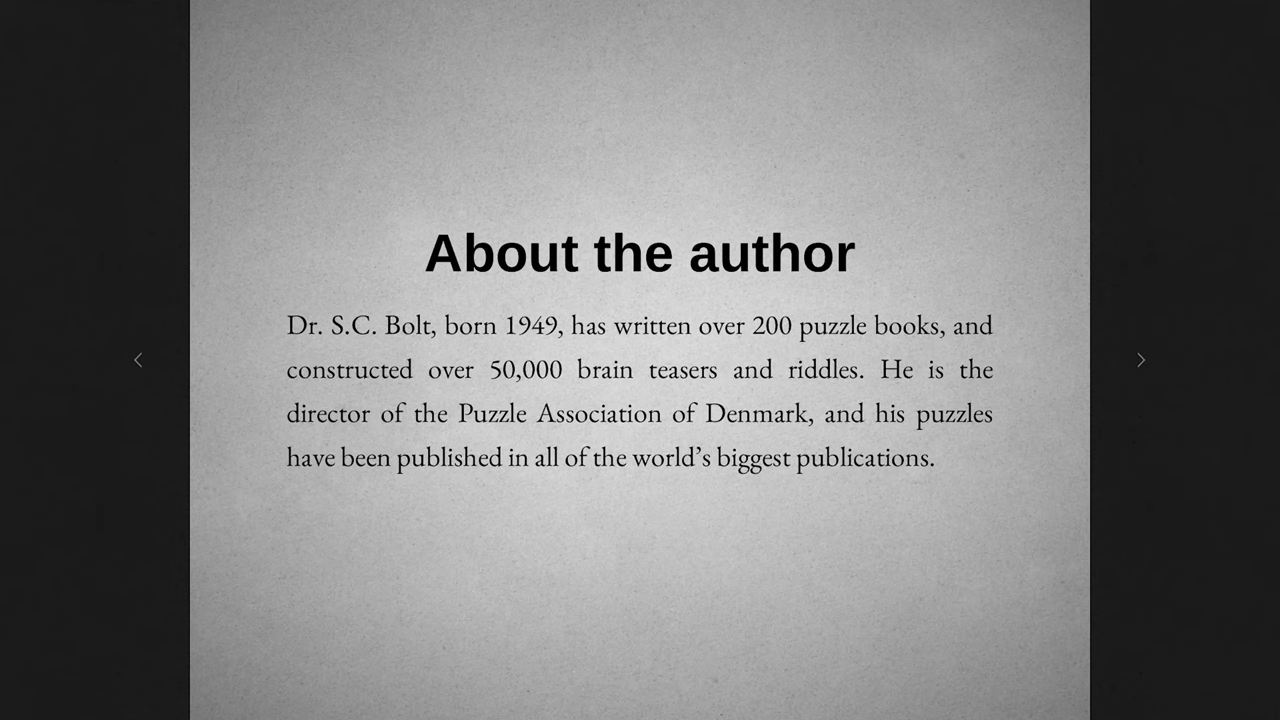 About the author
Dr. S.C. Bolt, born 1949, has written over 200 puzzle books, and
constructed over 50,000 brain teasers and riddles. He is the
director of the Puzzle Association of Denmark, and his puzzles
have been published in all of the world’s biggest publications.